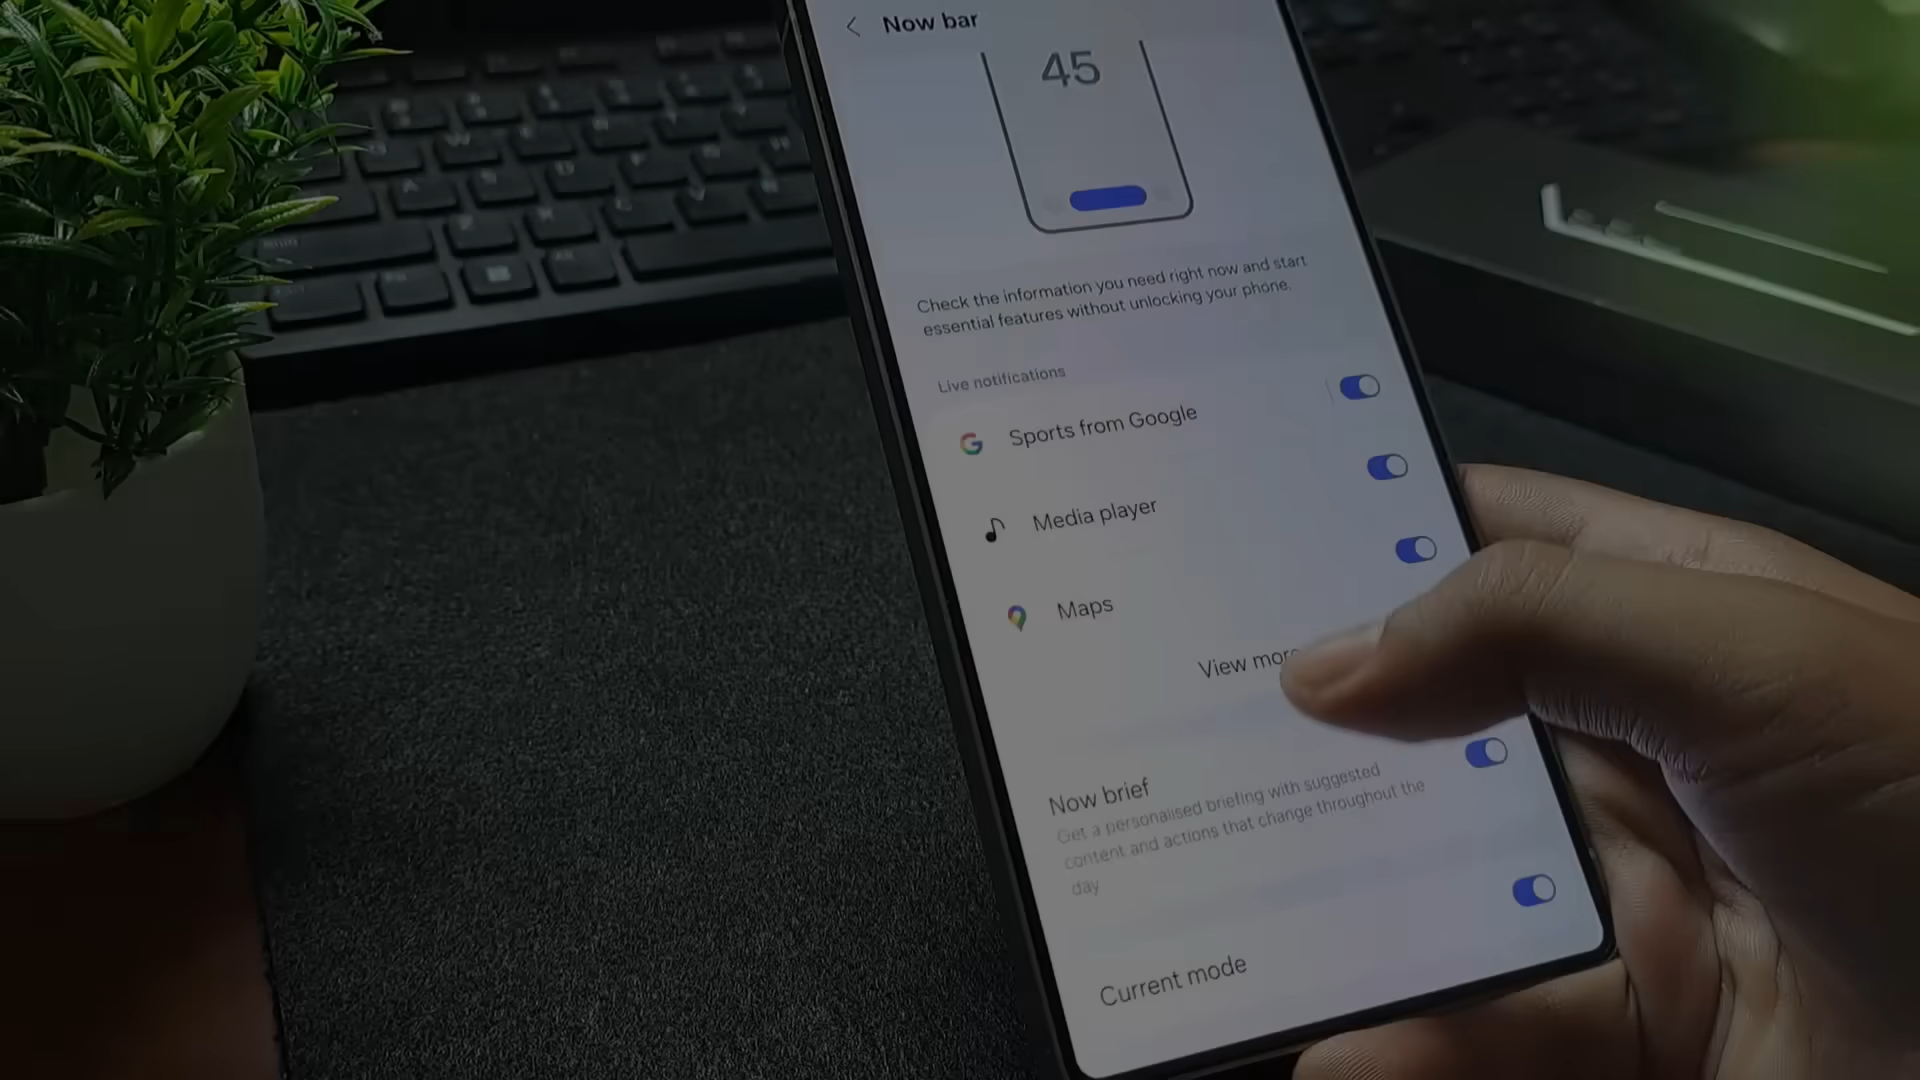 Now bar
45
Check the information you need right now and start
essential features without unlocking your phone.
Live notifications
Sports from Google
Media player
Maps
View more
Now brief
Get a personalised briefing with suggested
content and actions that change throughout the
day
Current mode